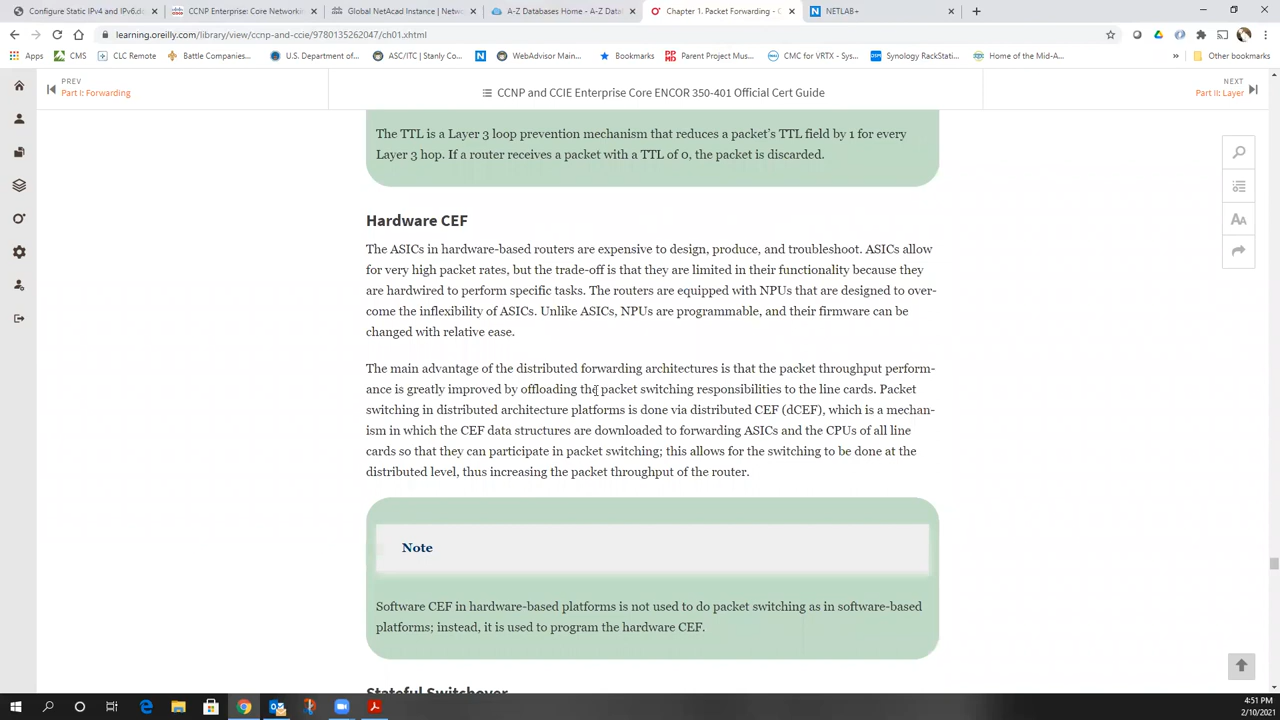 Configure Static IPv4 and IPv6.do
CCNP Enterprise: Core Networkin
Global NetAcad Instance | Netwo
A-Z Databases Home - A-Z Datab
Chapter 1. Packet Forwarding - C
NETLAB+
learning.oreilly.com/library/view/ccnp-and-ccie/9780135262047/ch01.xhtml
Apps
CMS
CLC Remote
Battle Companies...
U.S. Department of...
ASC/ITC | Stanly Co...
WebAdvisor Main...
Bookmarks
Parent Project Mus...
CMC for VRTX - Sys...
Synology RackStati...
Home of the Mid-A...
Other bookmarks
PREV
Part I: Forwarding
CCNP and CCIE Enterprise Core ENCOR 350-401 Official Cert Guide
NEXT
Part II: Layer
The TTL is a Layer 3 loop prevention mechanism that reduces a packet's TTL field by 1 for every
Layer 3 hop. If a router receives a packet with a TTL of 0, the packet is discarded.
Hardware CEF
The ASICs in hardware-based routers are expensive to design, produce, and troubleshoot. ASICs allow
for very high packet rates, but the trade-off is that they are limited in their functionality because they
are hardwired to perform specific tasks. The routers are equipped with NPUs that are designed to over-
come the inflexibility of ASICs. Unlike ASICs, NPUs are programmable, and their firmware can be
changed with relative ease.
The main advantage of the distributed forwarding architectures is that the packet throughput perform-
ance is greatly improved by offloading the packet switching responsibilities to the line cards. Packet
switching in distributed architecture platforms is done via distributed CEF (dCEF), which is a mechan-
ism in which the CEF data structures are downloaded to forwarding ASICs and the CPUs of all line
cards so that they can participate in packet switching; this allows for the switching to be done at the
distributed level, thus increasing the packet throughput of the router.
Note
Software CEF in hardware-based platforms is not used to do packet switching as in software-based
platforms; instead, it is used to program the hardware CEF.
Stateful Switchover
4:51 PM
2/10/2021